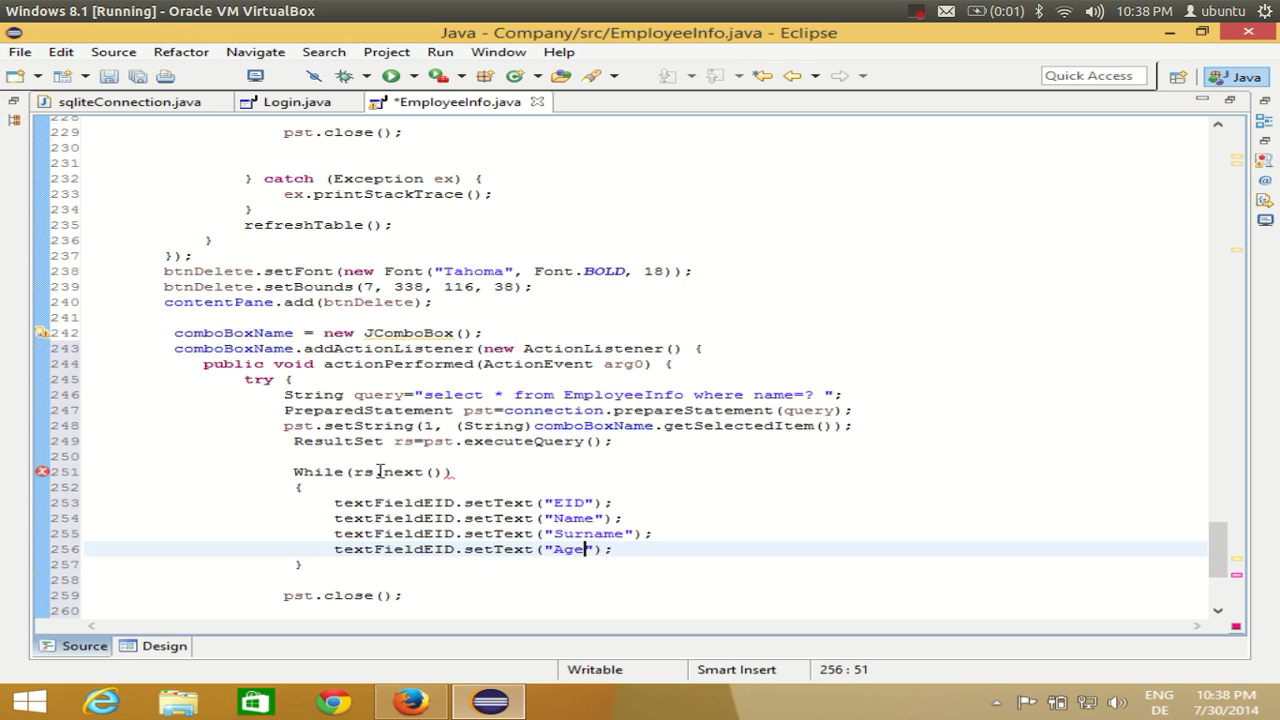 Windows 8.1 [Running] - Oracle VM VirtualBox
(0:01) 10:38 PM ubuntu
Java - Company/src/EmployeeInfo.java - Eclipse
File Edit Source Refactor Navigate Search Project Run Window Help
Quick Access Java
sqliteConnection.java Login.java *EmployeeInfo.java
228
229 pst.close();
230
231
232 } catch (Exception ex) {
233 ex.printStackTrace();
234 }
235 refreshTable();
236 }
237 });
238 btnDelete.setFont(new Font("Tahoma", Font.BOLD, 18));
239 btnDelete.setBounds(7, 338, 116, 38);
240 contentPane.add(btnDelete);
241
242 comboBoxName = new JComboBox();
243 comboBoxName.addActionListener(new ActionListener() {
244 public void actionPerformed(ActionEvent arg0) {
245 try {
246 String query="select * from EmployeeInfo where name=? ";
247 PreparedStatement pst=connection.prepareStatement(query);
248 pst.setString(1, (String)comboBoxName.getSelectedItem());
249 ResultSet rs=pst.executeQuery();
250
251 While(rs.next())
252 {
253 textFieldEID.setText("EID");
254 textFieldEID.setText("Name");
255 textFieldEID.setText("Surname");
256 textFieldEID.setText("Age");
257 }
258
259 pst.close();
260
Source Design
Writable Smart Insert 256 : 51
ENG 10:38 PM
DE 7/30/2014